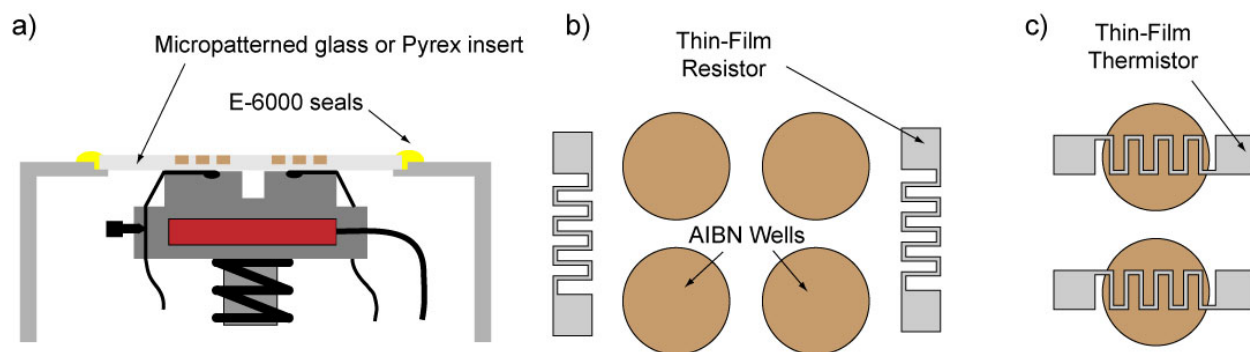 a)
Micropatterned glass or Pyrex insert
E-6000 seals
b)
Thin-Film
Resistor
AIBN Wells
c)
Thin-Film
Thermistor